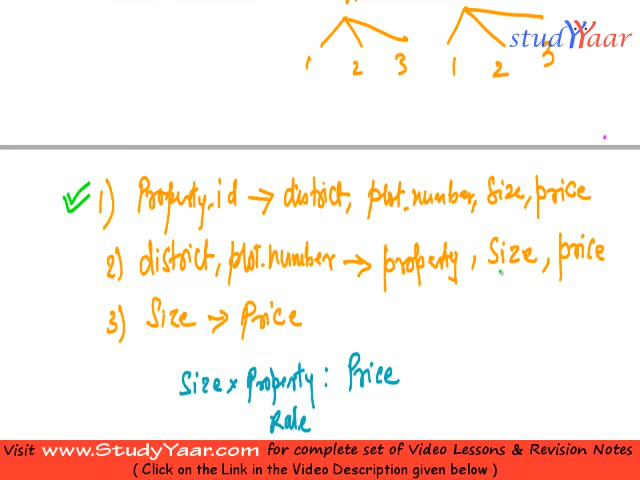 studYYaar
1 2 3 1 2 3
1) Property_id → district, plot_number, Size, price
2) district, plot_number → property, Size, price
3) Size → Price
Size × Property : Price
Rate
Visit www.StudyYaar.com for complete set of Video Lessons & Revision Notes
( Click on the Link in the Video Description given below )